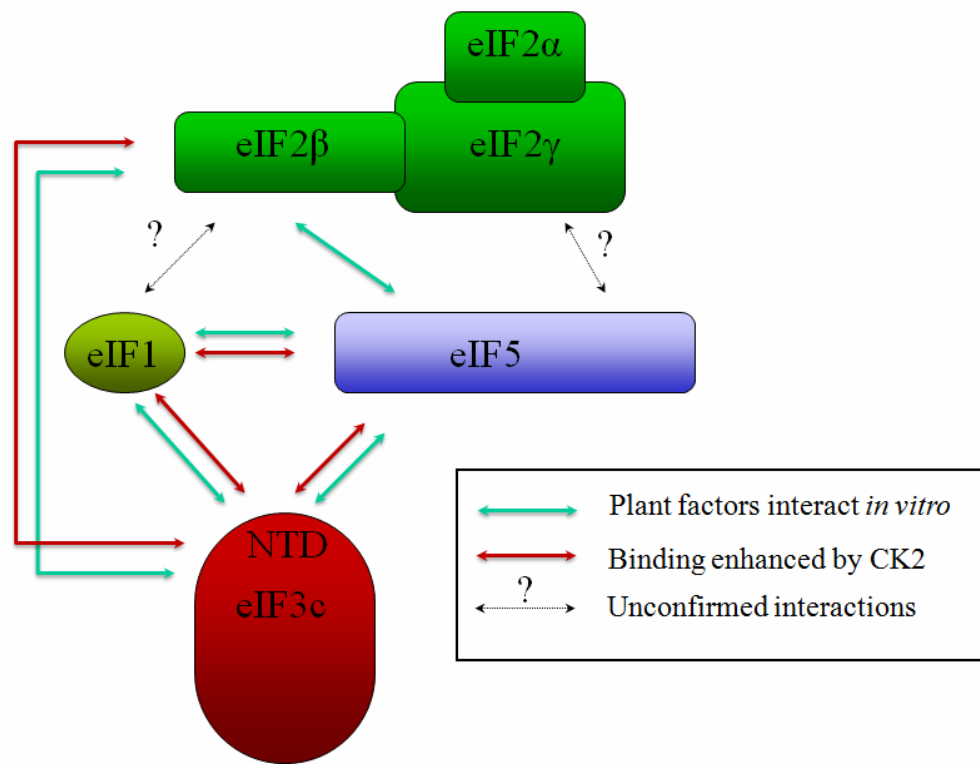 eIF2α
eIF2β
eIF2γ
?
?
eIF1
eIF5
NTD
eIF3c
Plant factors interact in vitro
Binding enhanced by CK2
?
Unconfirmed interactions